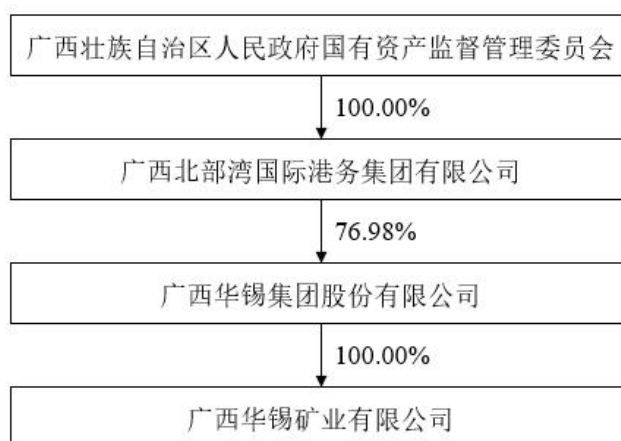 广西壮族自治区人民政府国有资产监督管理委员会
100.00%
广西北部湾国际港务集团有限公司
76.98%
广西华锡集团股份有限公司
100.00%
广西华锡矿业有限公司